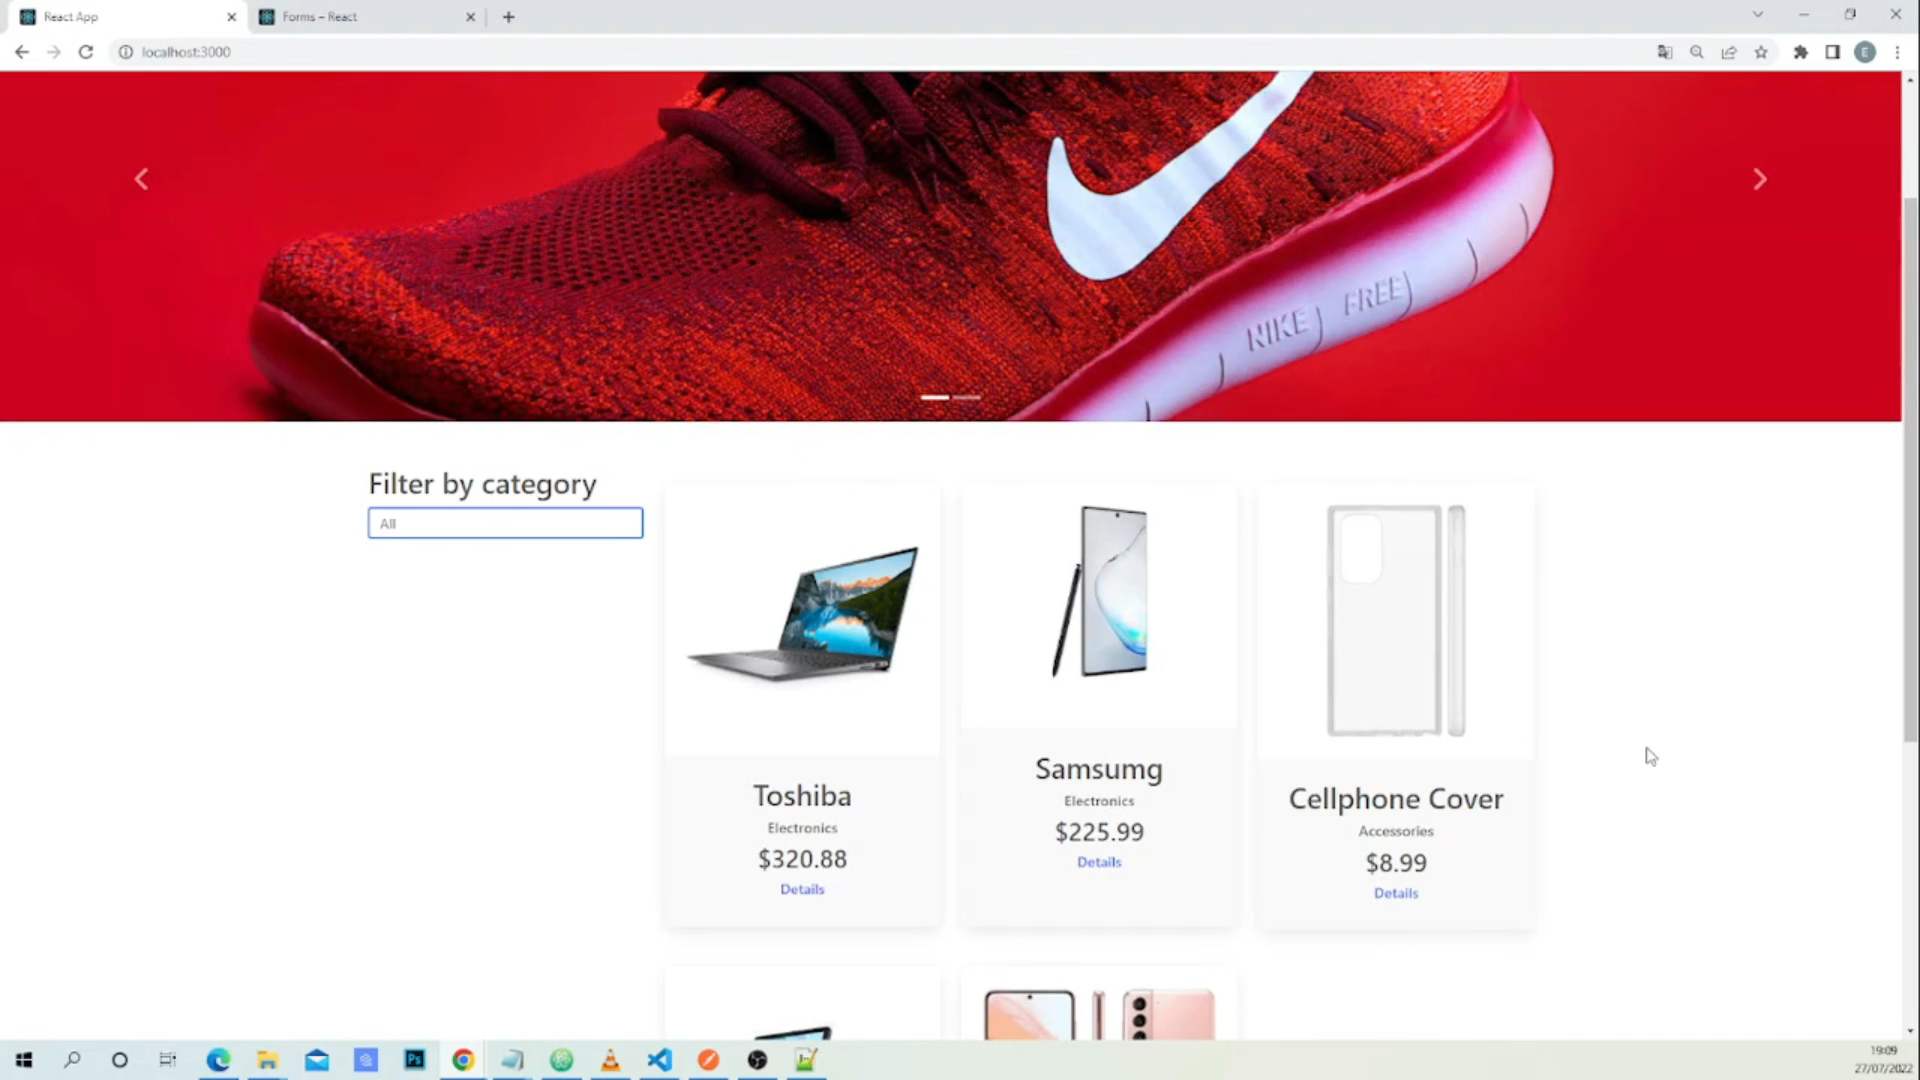 React App
Forms – React
localhost:3000
E
NIKE FREE
Filter by category
All
Toshiba
Electronics
$320.88
Details
Samsumg
Electronics
$225.99
Details
Cellphone Cover
Accessories
$8.99
Details
Ps
19:09
27/07/2022